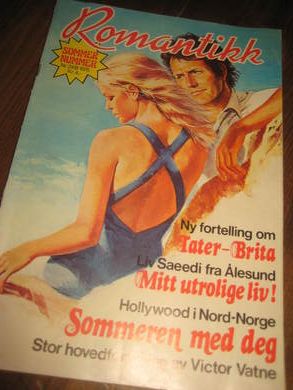 Romantikk
SOMMER
NUMMER
Ny fortelling om
Tater-Brita
Liv Saeedi fra Ålesund
Mitt utrolige liv!
Hollywood i Nord-Norge
Sommeren med deg
Stor av Victor Vatne